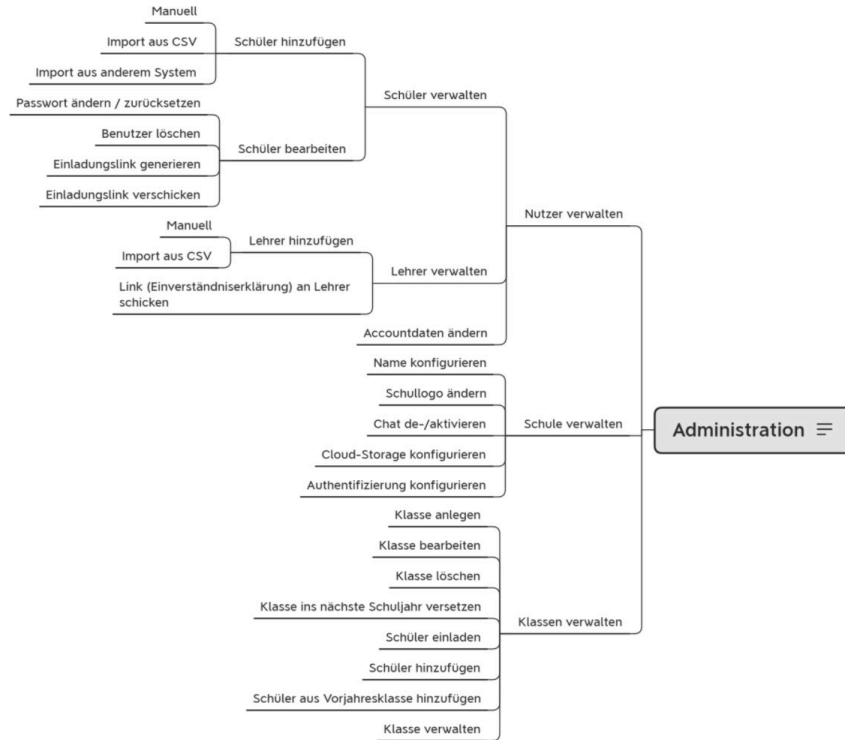 Manuell
Import aus CSV
Schüler hinzufügen
Import aus anderem System
Schüler verwalten
Passwort ändern / zurücksetzen
Benutzer löschen
Schüler bearbeiten
Einladungslink generieren
Einladungslink verschicken
Nutzer verwalten
Manuell
Lehrer hinzufügen
Import aus CSV
Lehrer verwalten
Link (Einverständniserklärung) an Lehrer
schicken
Accountdaten ändern
Name konfigurieren
Schullogo ändern
Chat de-/aktivieren
Schule verwalten
Administration
Cloud-Storage konfigurieren
Authentifizierung konfigurieren
Klasse anlegen
Klasse bearbeiten
Klasse löschen
Klasse ins nächste Schuljahr versetzen
Klassen verwalten
Schüler einladen
Schüler hinzufügen
Schüler aus Vorjahresklasse hinzufügen
Klasse verwalten